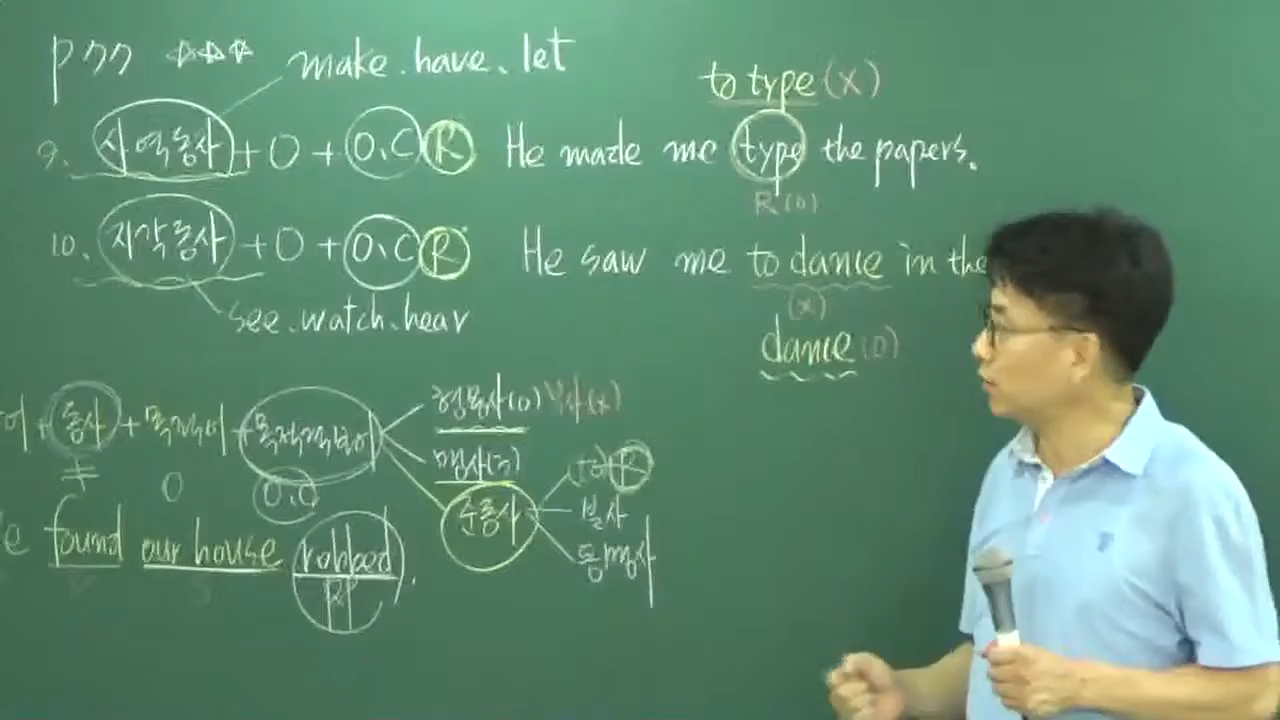 P77 ☆☆☆ make . have . let
to type (X)
9. 사역동사 + O + O.C R He made me type the papers.
R (O)
10. 지각동사 + O + O.C R He saw me to dance in the
(X)
see . watch . hear
dance (O)
형용사(O) 부사(X)
어 + 동사 + 목적어 + 목적격보어
명사(O)
(to) R
O O.C
준동사 분사
동명사
e found our house robbed.